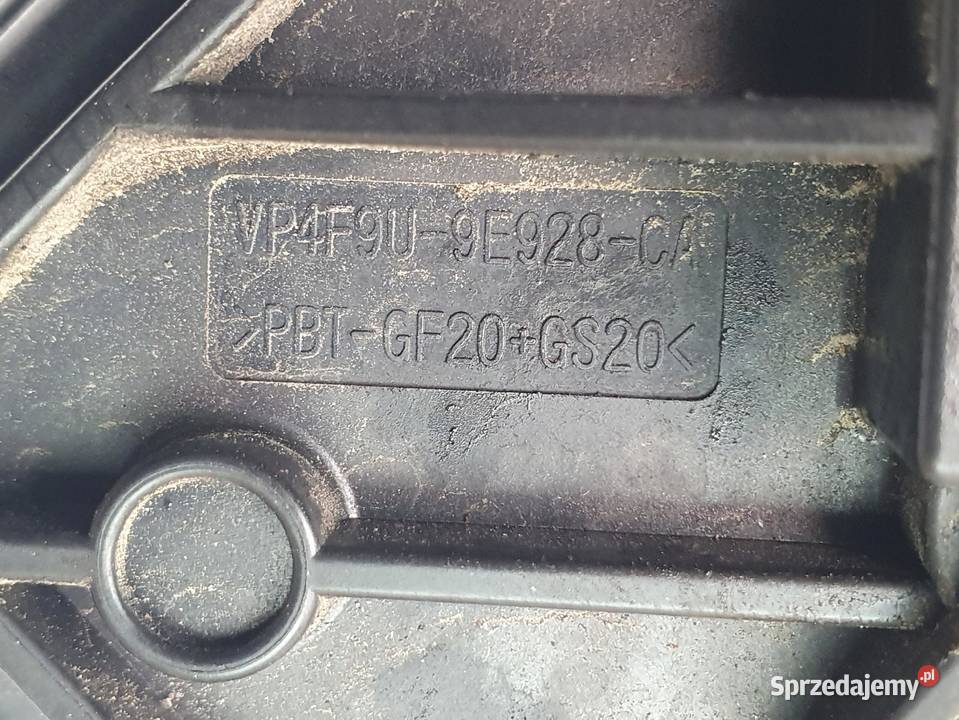 VP4F9U-9E928-CA
>PBT-GF20+GS20<
Sprzedajemy.pl